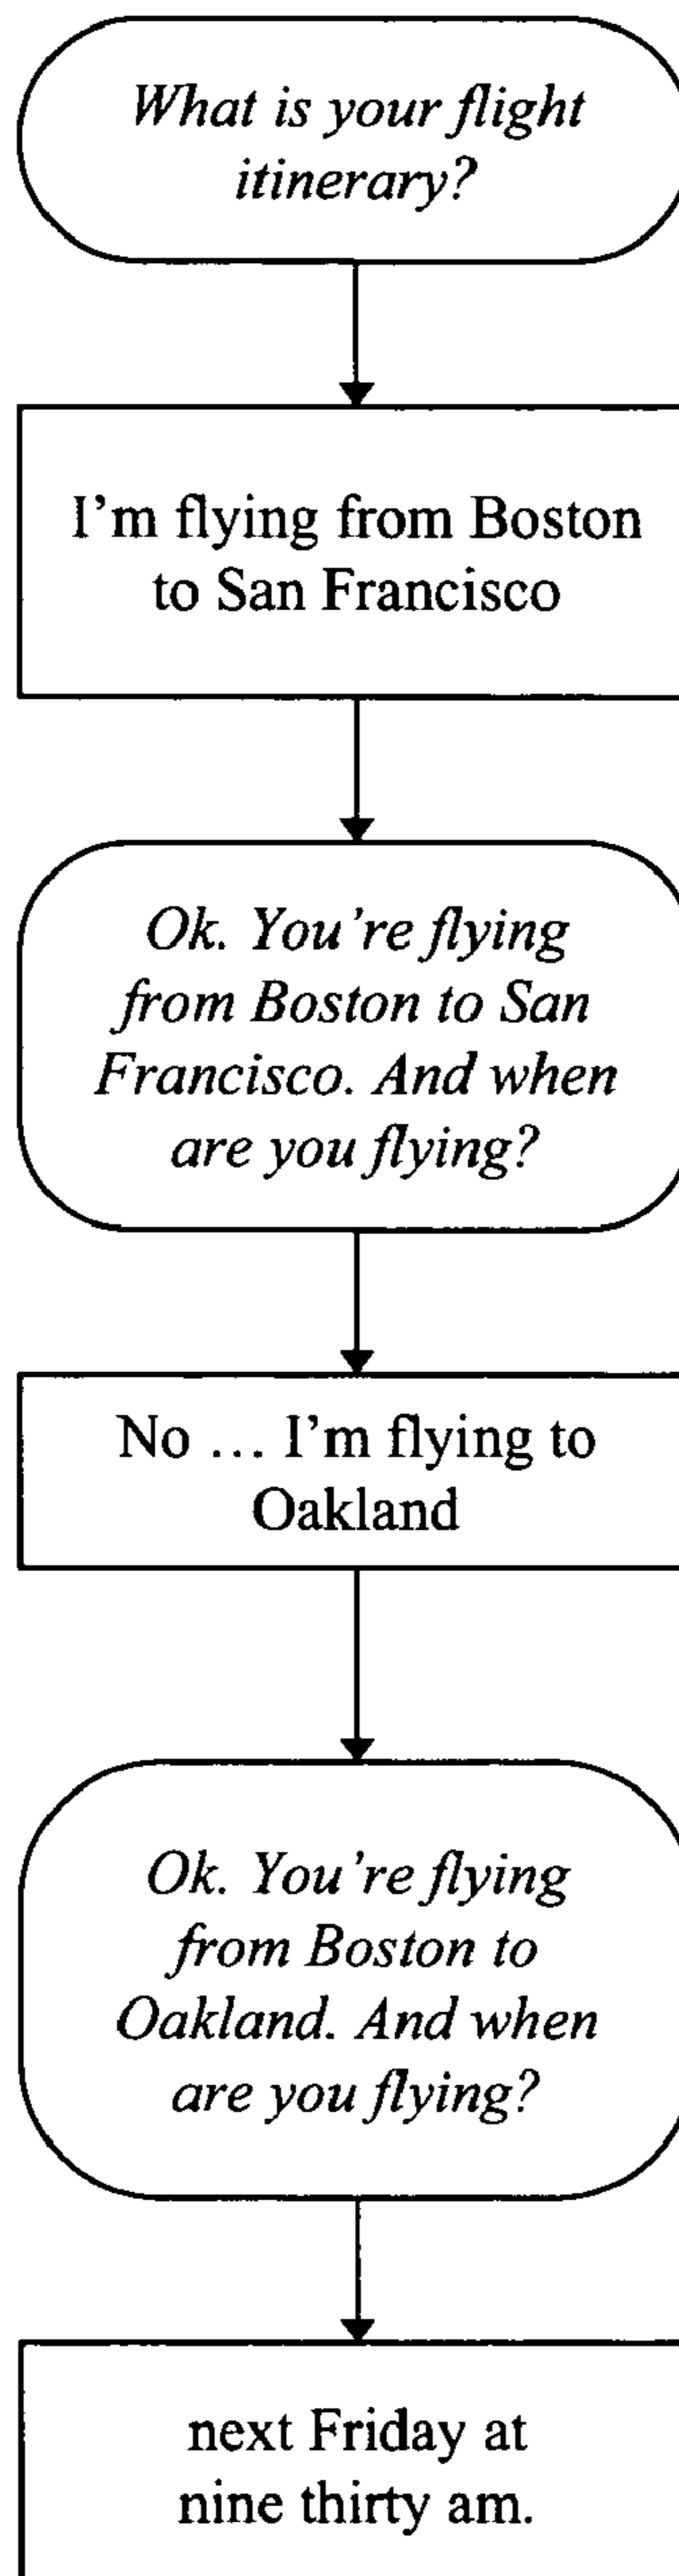 What is your flight
itinerary?
I'm flying from Boston
to San Francisco
Ok. You're flying
from Boston to San
Francisco. And when
are you flying?
No … I'm flying to
Oakland
Ok. You're flying
from Boston to
Oakland. And when
are you flying?
next Friday at
nine thirty am.